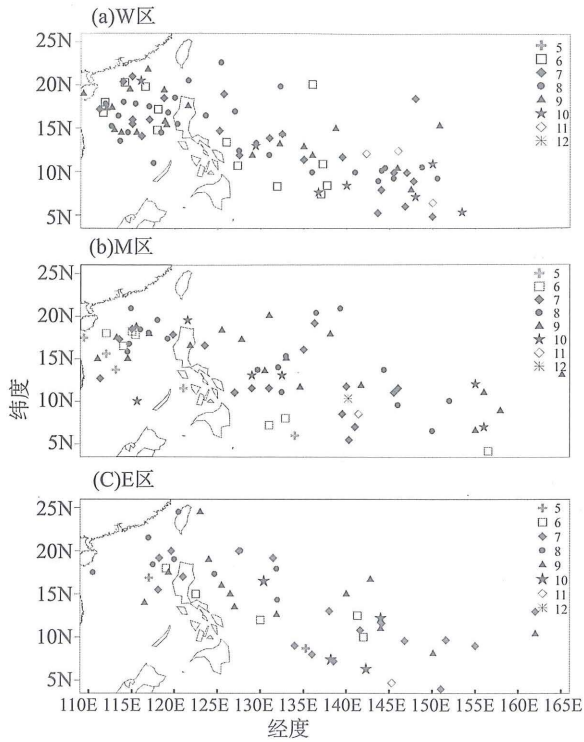 (a)W区
25N
20N
15N
10N
5N
5
6
7
8
9
10
11
12
(b)M区
25N
20N
15N
10N
5N
5
6
7
8
9
10
11
12
纬度
(C)E区
25N
20N
15N
10N
5N
5
6
7
8
9
10
11
12
110E 115E 120E 125E 130E 135E 140E 145E 150E 155E 160E 165E
经度